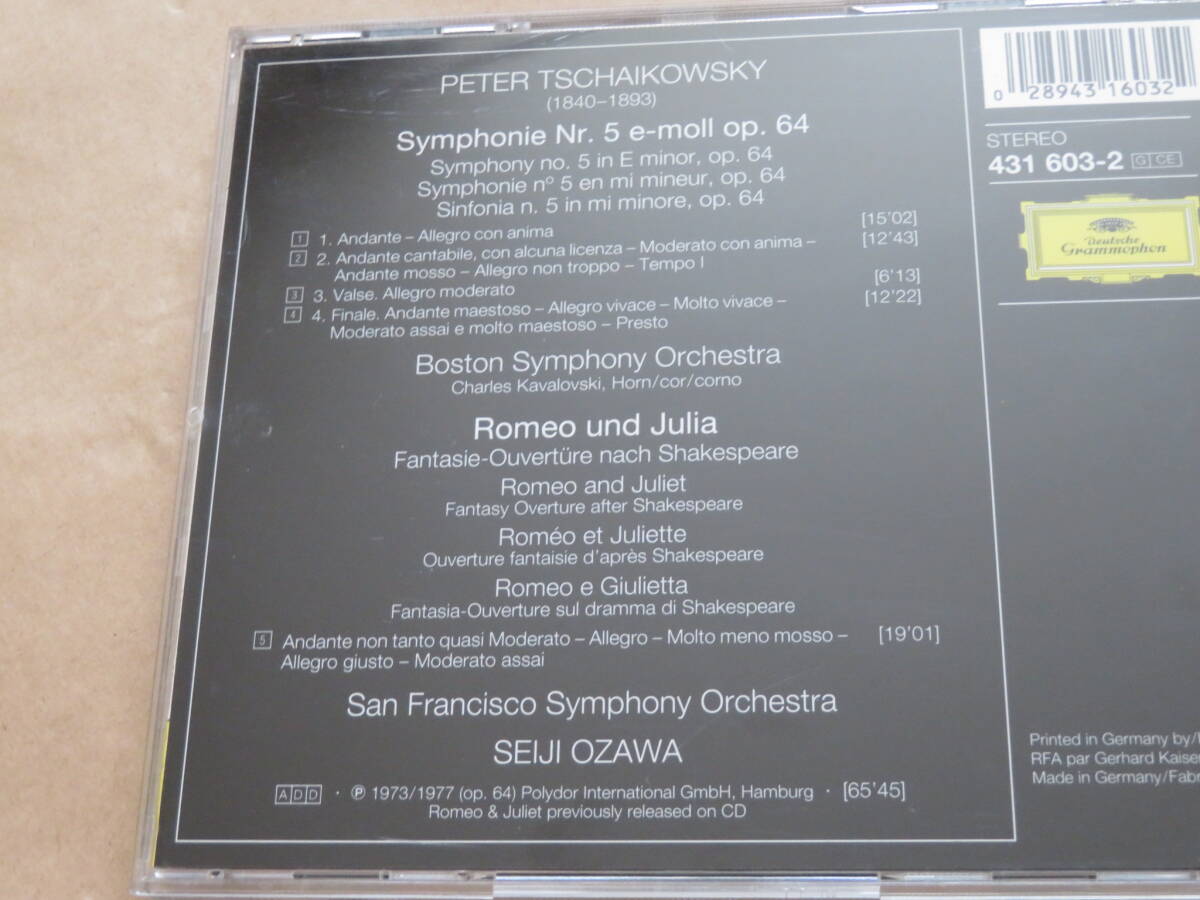 PETER TSCHAIKOWSKY
(1840–1893)
Symphonie Nr. 5 e-moll op. 64
Symphony no. 5 in E minor, op. 64
Symphonie n° 5 en mi mineur, op. 64
Sinfonia n. 5 in mi minore, op. 64
1 1. Andante – Allegro con anima [15'02]
2 2. Andante cantabile, con alcuna licenza – Moderato con anima – [12'43]
Andante mosso – Allegro non troppo – Tempo I
3 3. Valse. Allegro moderato [6'13]
4 4. Finale. Andante maestoso – Allegro vivace – Molto vivace – [12'22]
Moderato assai e molto maestoso – Presto
Boston Symphony Orchestra
Charles Kavalovski, Horn/cor/corno
Romeo und Julia
Fantasie-Ouvertüre nach Shakespeare
Romeo and Juliet
Fantasy Overture after Shakespeare
Roméo et Juliette
Ouverture fantaisie d'après Shakespeare
Romeo e Giulietta
Fantasia-Ouverture sul dramma di Shakespeare
5 Andante non tanto quasi Moderato – Allegro – Molto meno mosso – [19'01]
Allegro giusto – Moderato assai
San Francisco Symphony Orchestra
SEIJI OZAWA
ADD · ℗ 1973/1977 (op. 64) Polydor International GmbH, Hamburg · [65'45]
Romeo & Juliet previously released on CD
0 28943 16032
STEREO
431 603-2 G CE
Deutsche
Grammophon
Printed in Germany by/
RFA par Gerhard Kaiser
Made in Germany/Fabr